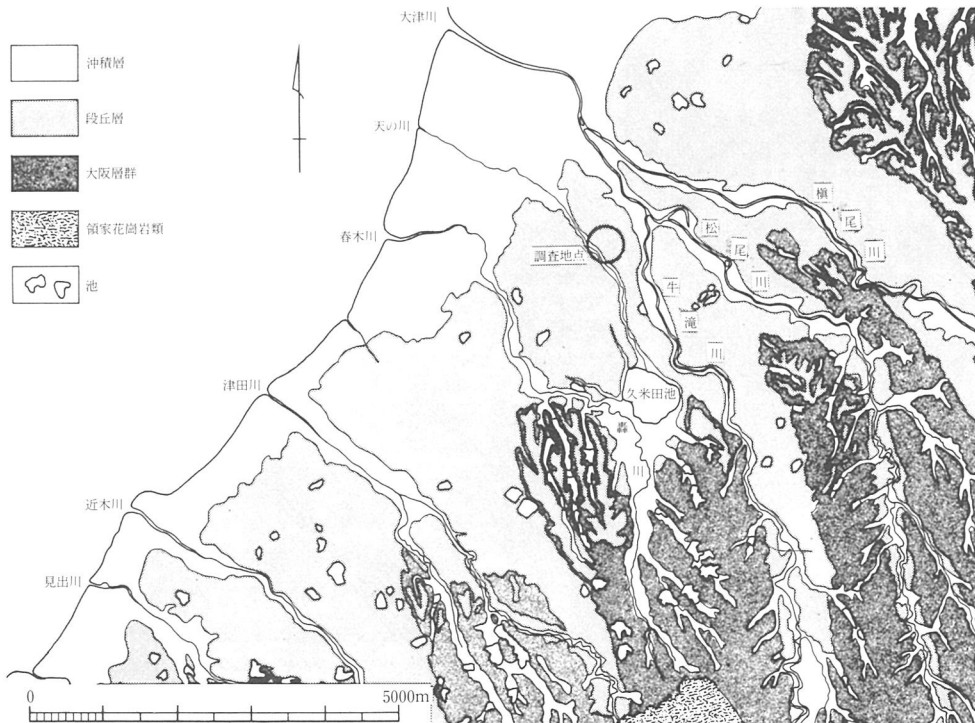 沖積層
段丘層
大阪層群
領家花崗岩類
池
大津川
天の川
春木川
津田川
近木川
見出川
調査地点
槇尾川
松尾川
牛滝川
久米田池
轟川
0
5000m